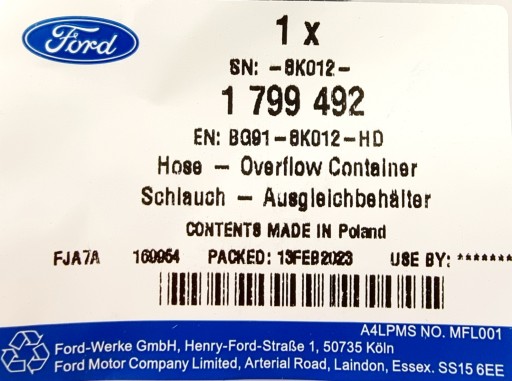 Ford
1 x
SN: -8K012-
1 799 492
EN: BG91-8K012-HD
Hose - Overflow Container
Schlauch - Ausgleichbehälter
CONTENTS MADE IN Poland
FJA7A 160954 PACKED: 13FEB2023 USE BY: *******
A4LPMS NO. MFL001
Ford-Werke GmbH, Henry-Ford-Straße 1, 50735 Köln
Ford Motor Company Limited, Arterial Road, Laindon, Essex. SS15 6EE